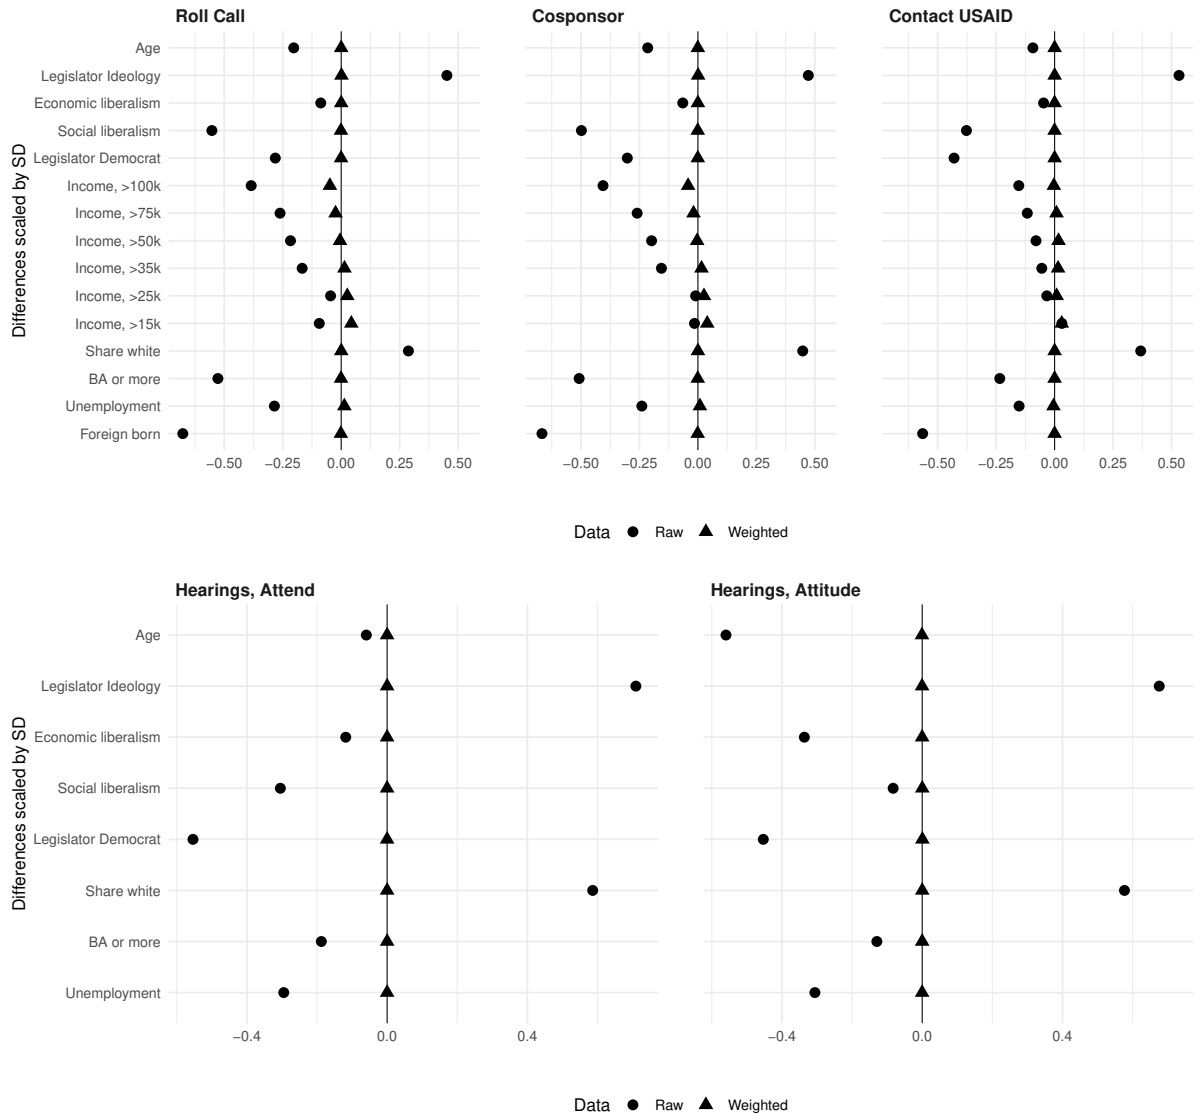 Roll Call Cosponsor Contact USAID
Differences scaled by SD
Age
Legislator Ideology
Economic liberalism
Social liberalism
Legislator Democrat
Income, >100k
Income, >75k
Income, >50k
Income, >35k
Income, >25k
Income, >15k
Share white
BA or more
Unemployment
Foreign born
−0.50 −0.25 0.00 0.25 0.50 −0.50 −0.25 0.00 0.25 0.50 −0.50 −0.25 0.00 0.25 0.50
Data Raw Weighted
Hearings, Attend Hearings, Attitude
Differences scaled by SD
Age
Legislator Ideology
Economic liberalism
Social liberalism
Legislator Democrat
Share white
BA or more
Unemployment
−0.4 0.0 0.4 −0.4 0.0 0.4
Data Raw Weighted